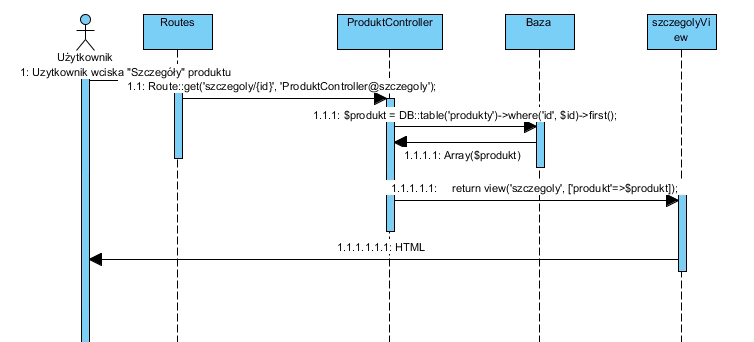 Routes
ProduktController
Baza
szczegolyVi
ew
Użytkownik
1: Uzytkownik wciska "Szczegóły" produktu
1.1: Route::get('szczegoly/{id}', 'ProduktController@szczegoly');
1.1.1: $produkt = DB::table('produkty')->where('id', $id)->first();
1.1.1.1: Array($produkt)
1.1.1.1.1: return view('szczegoly', ['produkt'=>$produkt]);
1.1.1.1.1.1: HTML